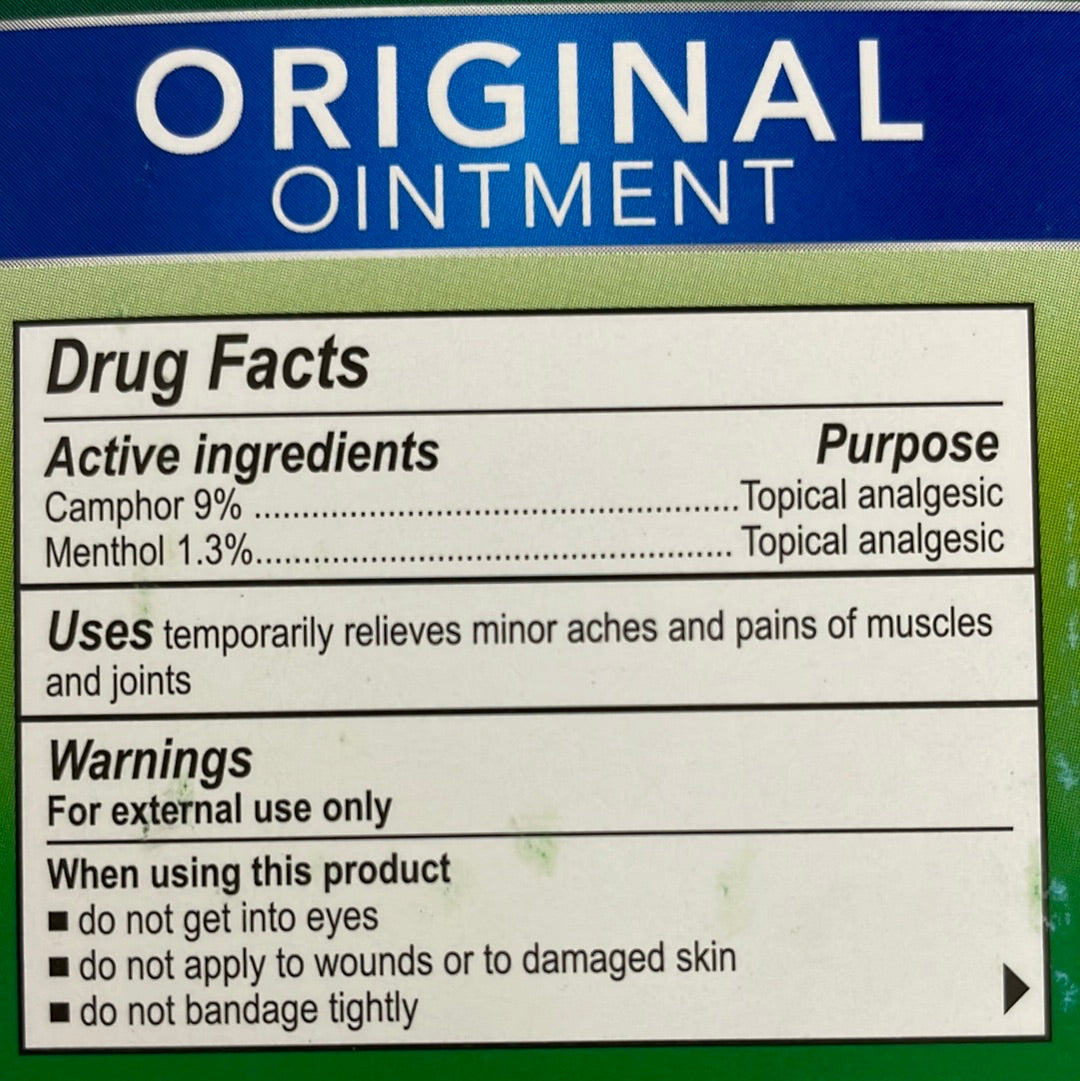 ORIGINAL
OINTMENT
Drug Facts
Active ingredients Purpose
Camphor 9% ................................................ Topical analgesic
Menthol 1.3%................................................ Topical analgesic
Uses temporarily relieves minor aches and pains of muscles
and joints
Warnings
For external use only
When using this product
■ do not get into eyes
■ do not apply to wounds or to damaged skin
■ do not bandage tightly